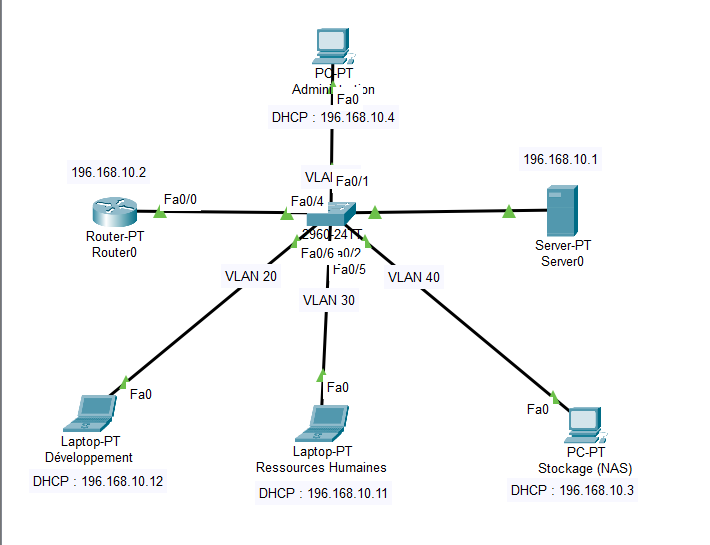 PC-PT
Administration
Fa0
DHCP : 196.168.10.4
196.168.10.2
196.168.10.1
Fa0/0
Fa0/4
Fa0/1
Router-PT
Router0
Server-PT
Server0
Fa0/6
Fa0/5
VLAN 20
VLAN 40
VLAN 30
Fa0
Fa0
Fa0
Laptop-PT
Développement
DHCP : 196.168.10.12
Laptop-PT
Ressources Humaines
DHCP : 196.168.10.11
PC-PT
Stockage (NAS)
DHCP : 196.168.10.3